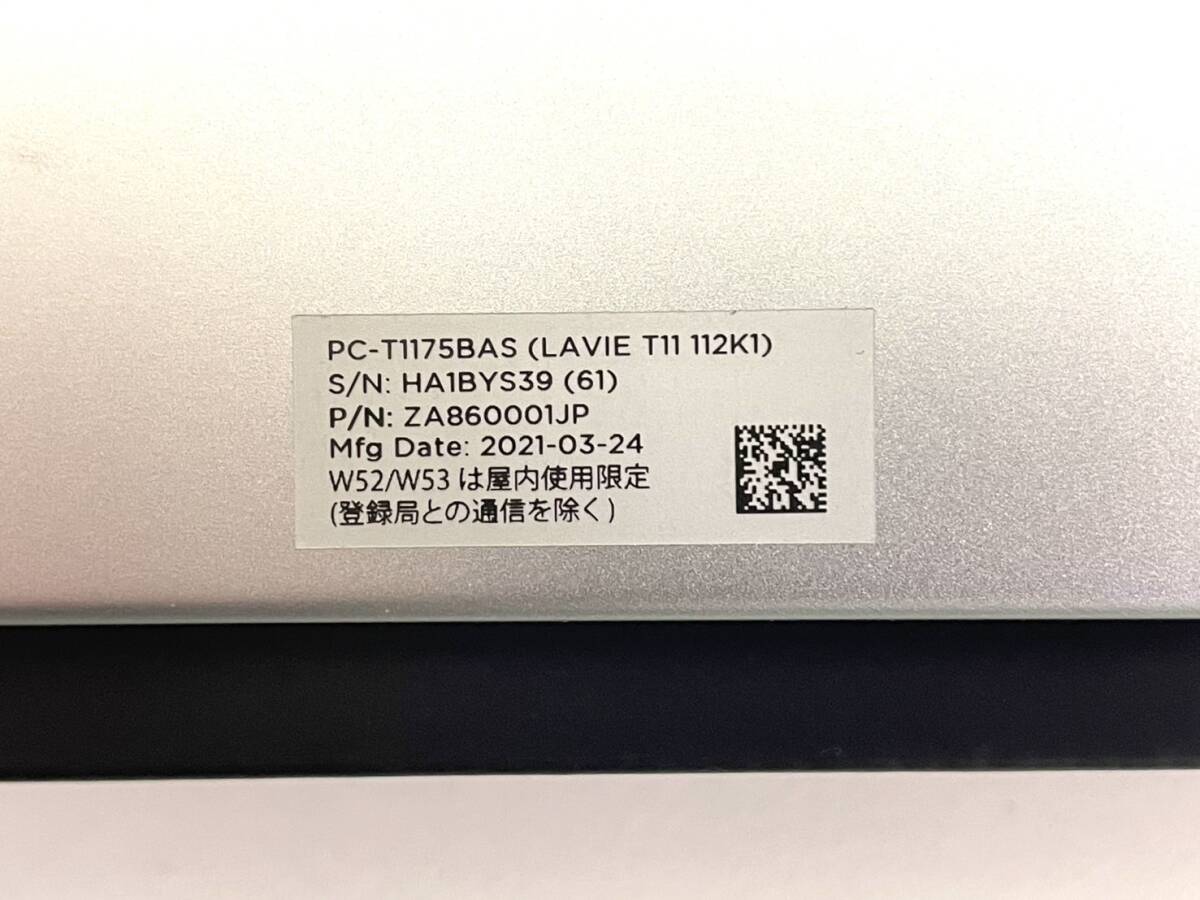 PC-T1175BAS (LAVIE T11 112K1)
S/N: HA1BYS39 (61)
P/N: ZA860001JP
Mfg Date: 2021-03-24
W52/W53 は屋内使用限定
(登録局との通信を除く)